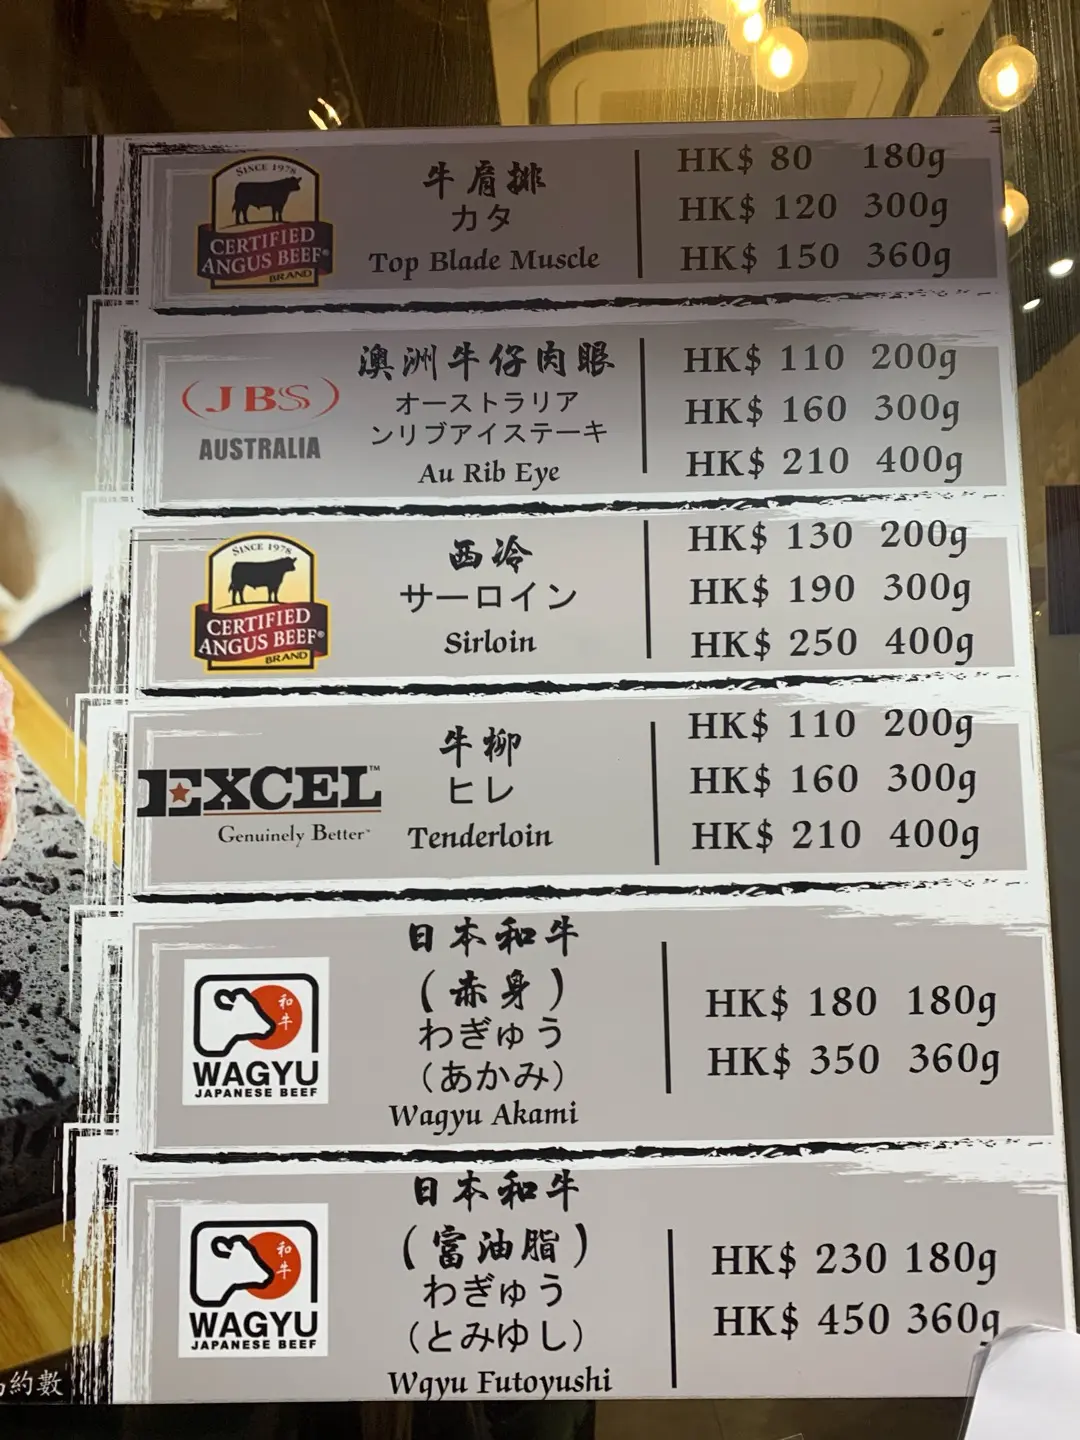 SINCE 1978
CERTIFIED
ANGUS BEEF®
BRAND
牛肩排
カタ
Top Blade Muscle
HK$ 80 180g
HK$ 120 300g
HK$ 150 360g
(JBS)
AUSTRALIA
澳洲牛仔肉眼
オーストラリア
ンリブアイステーキ
Au Rib Eye
HK$ 110 200g
HK$ 160 300g
HK$ 210 400g
SINCE 1978
CERTIFIED
ANGUS BEEF®
BRAND
西冷
サーロイン
Sirloin
HK$ 130 200g
HK$ 190 300g
HK$ 250 400g
EXCEL™
Genuinely Better™
牛柳
ヒレ
Tenderloin
HK$ 110 200g
HK$ 160 300g
HK$ 210 400g
和牛
WAGYU
JAPANESE BEEF
日本和牛
(赤身)
わぎゅう
(あかみ)
Wagyu Akami
HK$ 180 180g
HK$ 350 360g
和牛
WAGYU
JAPANESE BEEF
日本和牛
(富油脂)
わぎゅう
(とみゆし)
Wgyu Futoyushi
HK$ 230 180g
HK$ 450 360g
約數